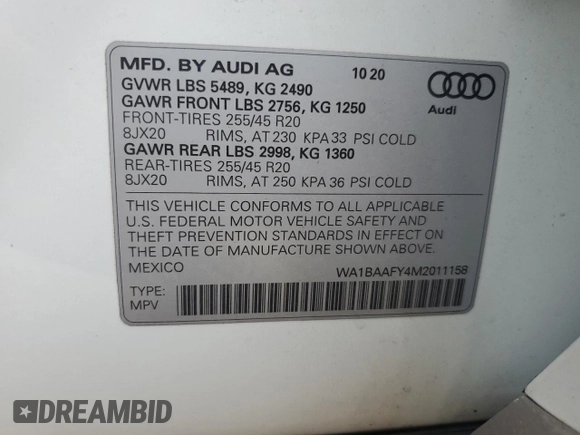 MFD. BY AUDI AG 10 20
GVWR LBS 5489, KG 2490
GAWR FRONT LBS 2756, KG 1250
FRONT-TIRES 255/45 R20
8JX20 RIMS, AT 230 KPA 33 PSI COLD
GAWR REAR LBS 2998, KG 1360
REAR-TIRES 255/45 R20
8JX20 RIMS, AT 250 KPA 36 PSI COLD
Audi
THIS VEHICLE CONFORMS TO ALL APPLICABLE
U.S. FEDERAL MOTOR VEHICLE SAFETY AND
THEFT PREVENTION STANDARDS IN EFFECT ON
THE DATE OF MANUFACTURE SHOWN ABOVE.
MEXICO WA1BAAFY4M2011158
TYPE:
MPV
DREAMBID